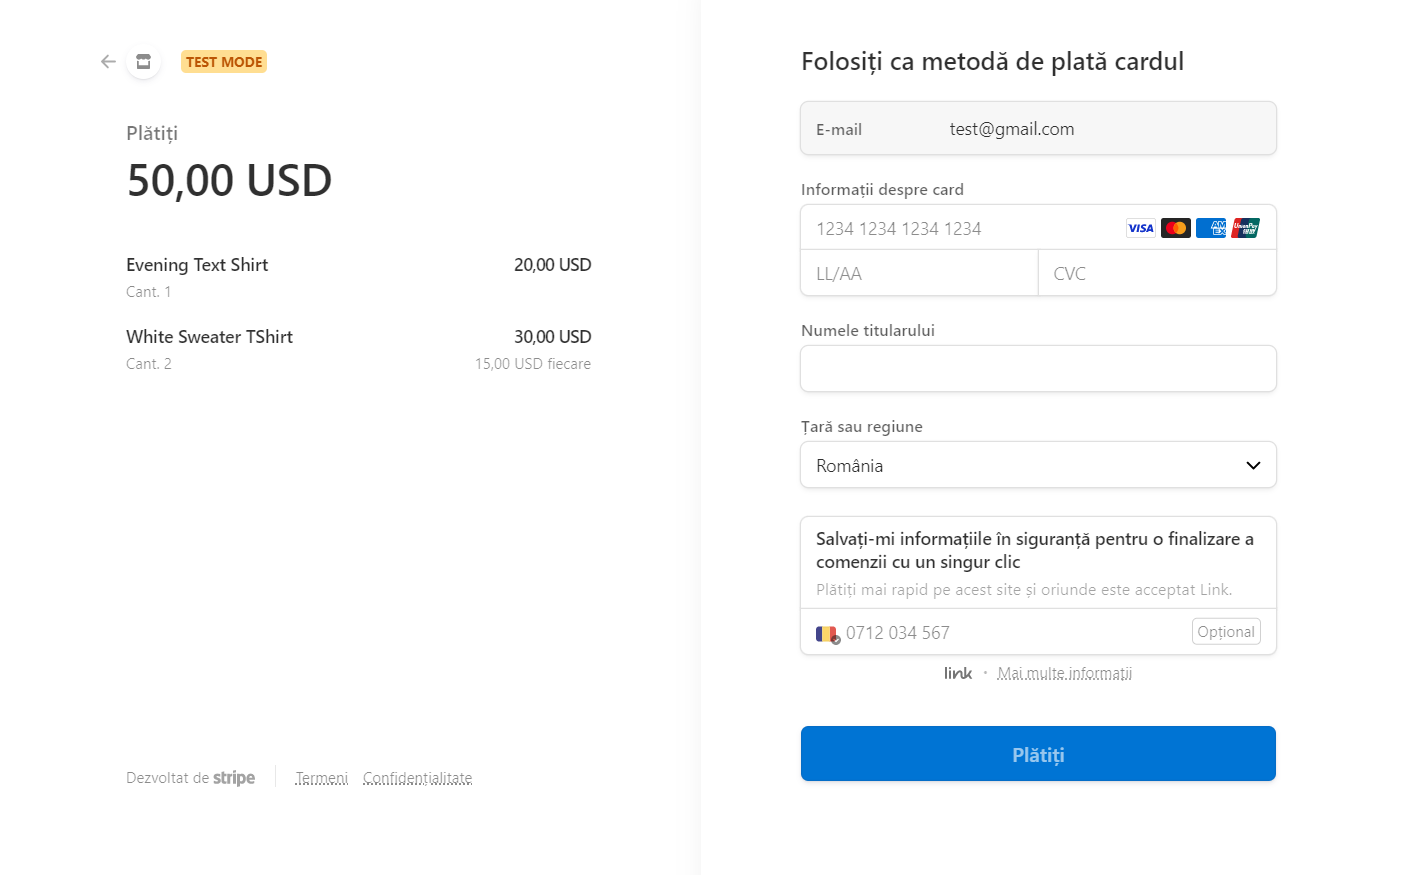 TEST MODE
Plătiți
50,00 USD
Evening Text Shirt 20,00 USD
Cant. 1
White Sweater TShirt 30,00 USD
Cant. 2 15,00 USD fiecare
Dezvoltat de stripe Termeni Confidențialitate
Folosiți ca metodă de plată cardul
E-mail test@gmail.com
Informații despre card
1234 1234 1234 1234 VISA AMEX UnionPay
LL/AA CVC
Numele titularului
Țară sau regiune
România
Salvați-mi informațiile în siguranță pentru o finalizare a
comenzii cu un singur clic
Plătiți mai rapid pe acest site și oriunde este acceptat Link.
0712 034 567 Opțional
link · Mai multe informații
Plătiți